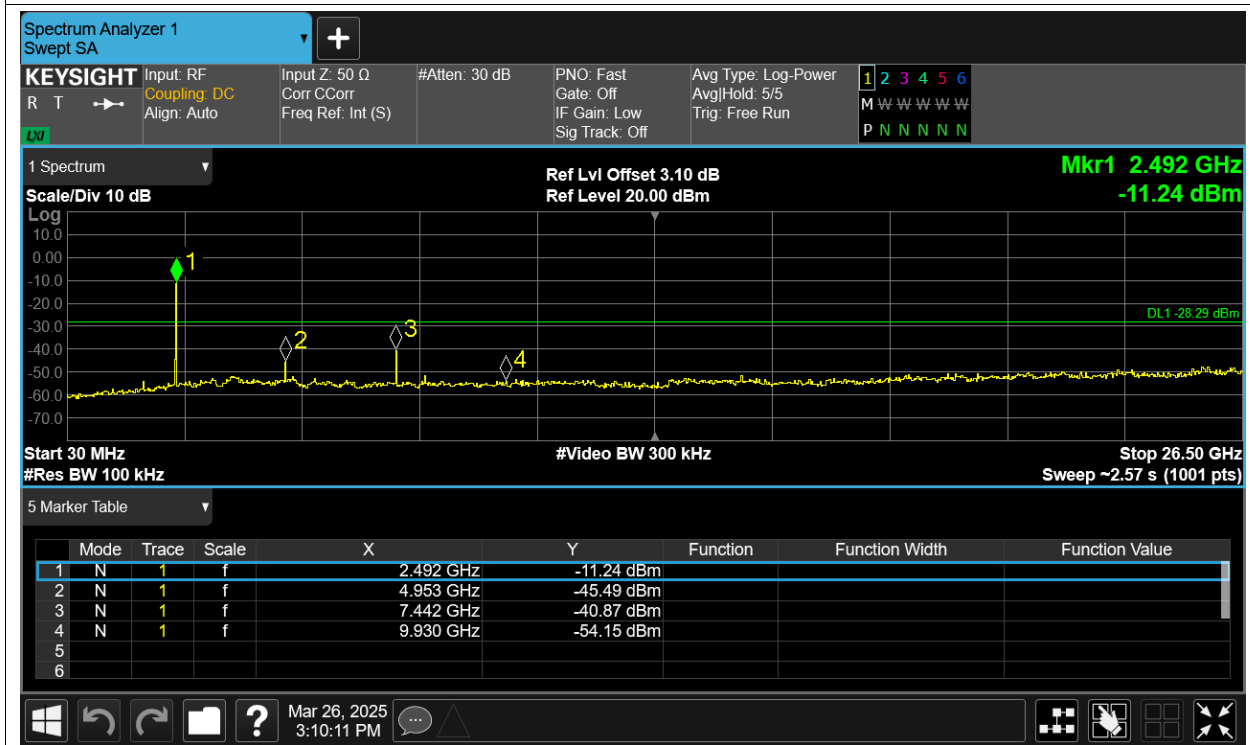 Spectrum Analyzer 1
Swept SA
+
KEYSIGHT
R T
LXI
Input: RF
Coupling: DC
Align: Auto
Input Z: 50 Ω
Corr CCorr
Freq Ref: Int (S)
#Atten: 30 dB
PNO: Fast
Gate: Off
IF Gain: Low
Sig Track: Off
Avg Type: Log-Power
Avg|Hold: 5/5
Trig: Free Run
1 2 3 4 5 6
M W W W W W
P N N N N N
1 Spectrum
Scale/Div 10 dB
Ref Lvl Offset 3.10 dB
Ref Level 20.00 dBm
Mkr1 2.492 GHz
-11.24 dBm
Log
10.0
0.00
-10.0
-20.0
-30.0
-40.0
-50.0
-60.0
-70.0
1
2
3
4
DL1 -28.29 dBm
Start 30 MHz
#Video BW 300 kHz
Stop 26.50 GHz
#Res BW 100 kHz
Sweep ~2.57 s (1001 pts)
5 Marker Table
Mode Trace Scale X Y Function Function Width Function Value
1 N 1 f 2.492 GHz -11.24 dBm
2 N 1 f 4.953 GHz -45.49 dBm
3 N 1 f 7.442 GHz -40.87 dBm
4 N 1 f 9.930 GHz -54.15 dBm
5
6
?
Mar 26, 2025
3:10:11 PM